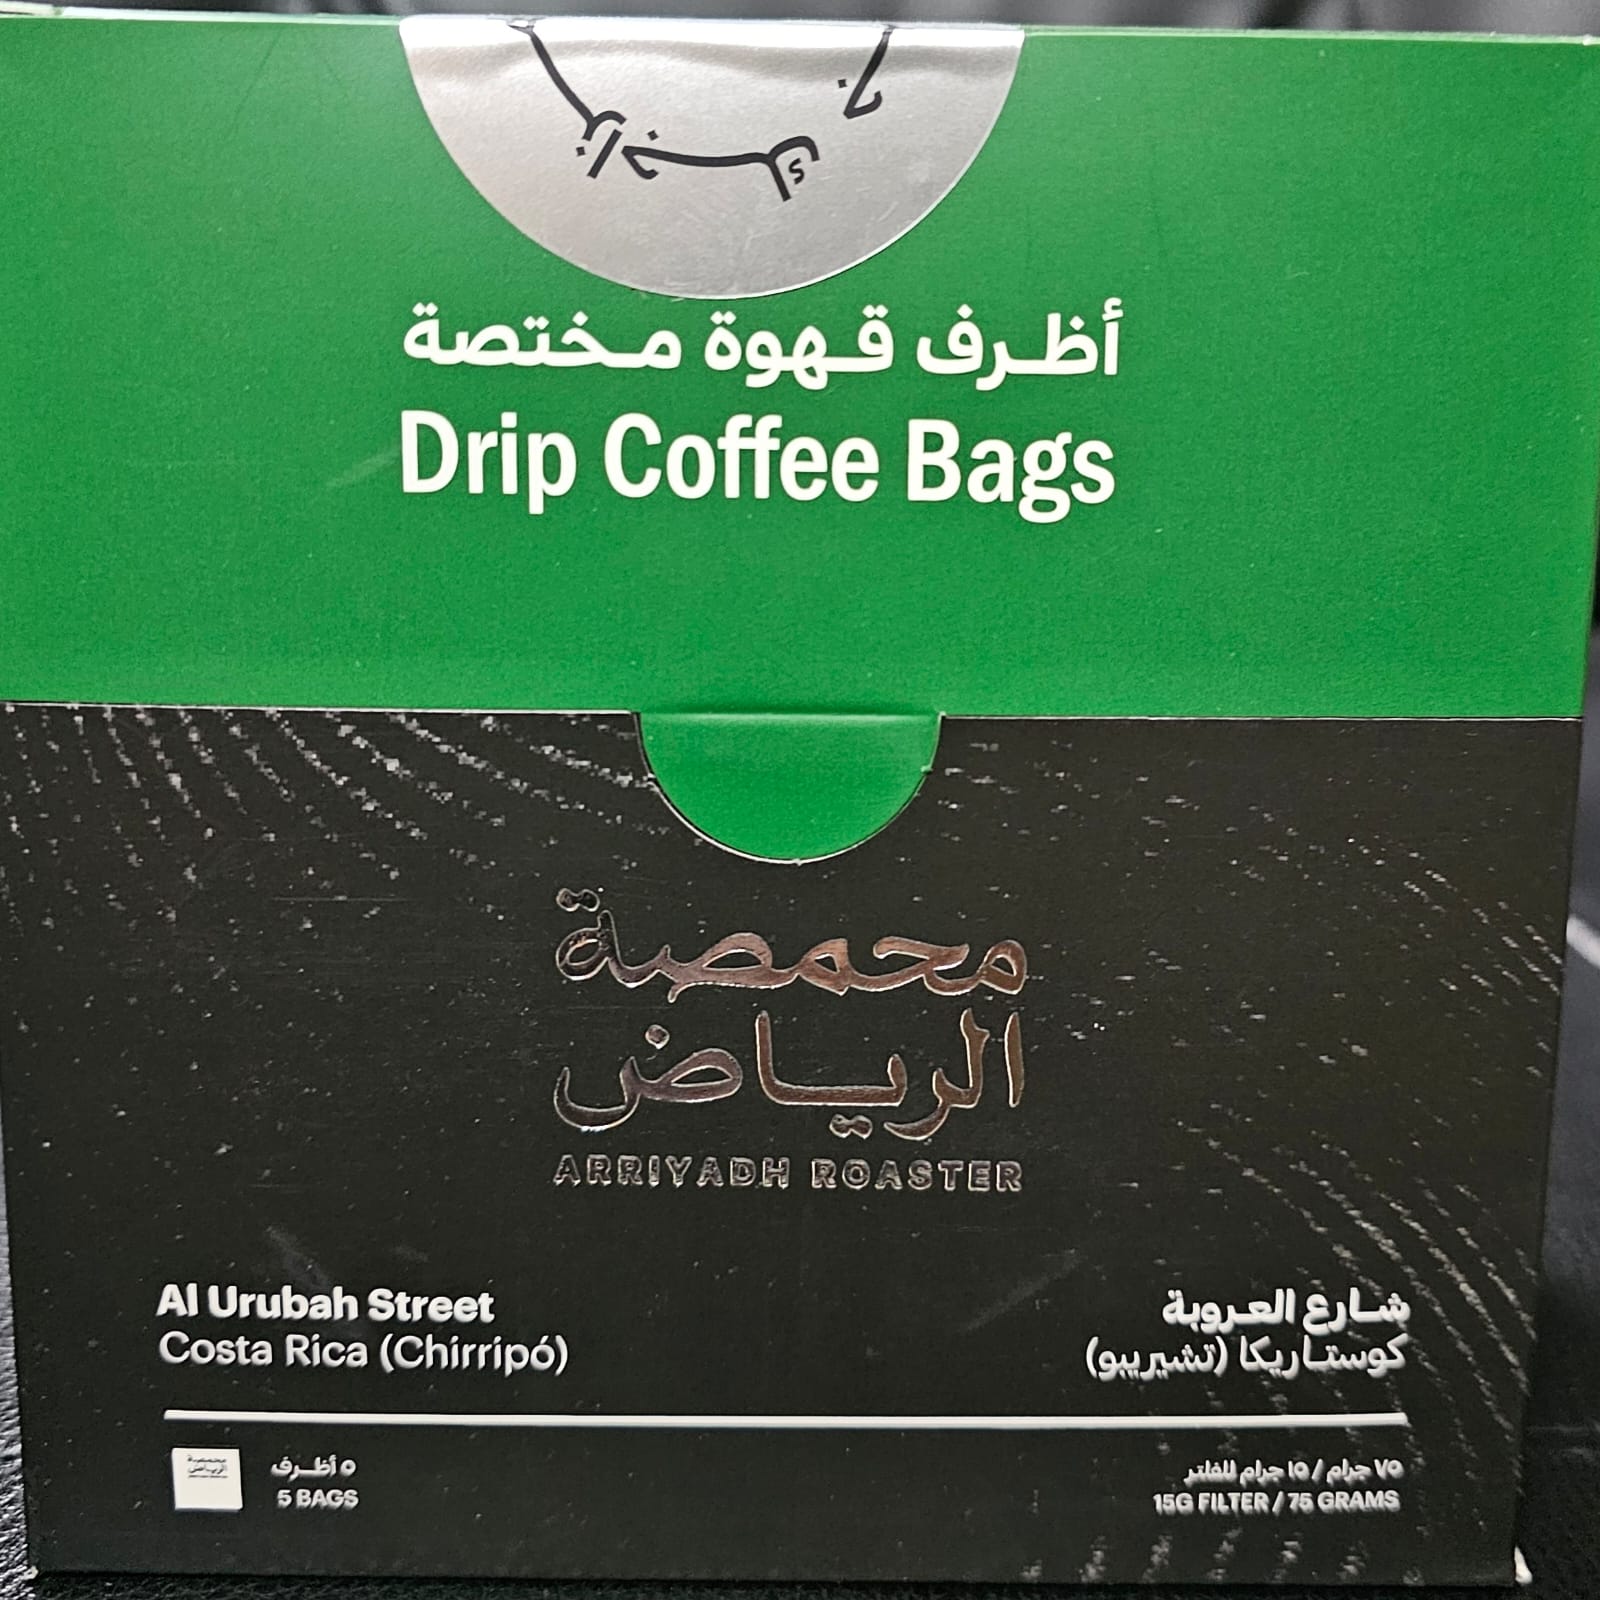 أظرف قهوة مختصة
Drip Coffee Bags
محمصة
الرياض
ARRIYADH ROASTER
Al Urubah Street
Costa Rica (Chirripó)
شارع العروبة
كوستاريكا (تشيريبو)
٥ أظرف
5 BAGS
٧٥ جرام / ١٥ جرام للفلتر
15G FILTER / 75 GRAMS